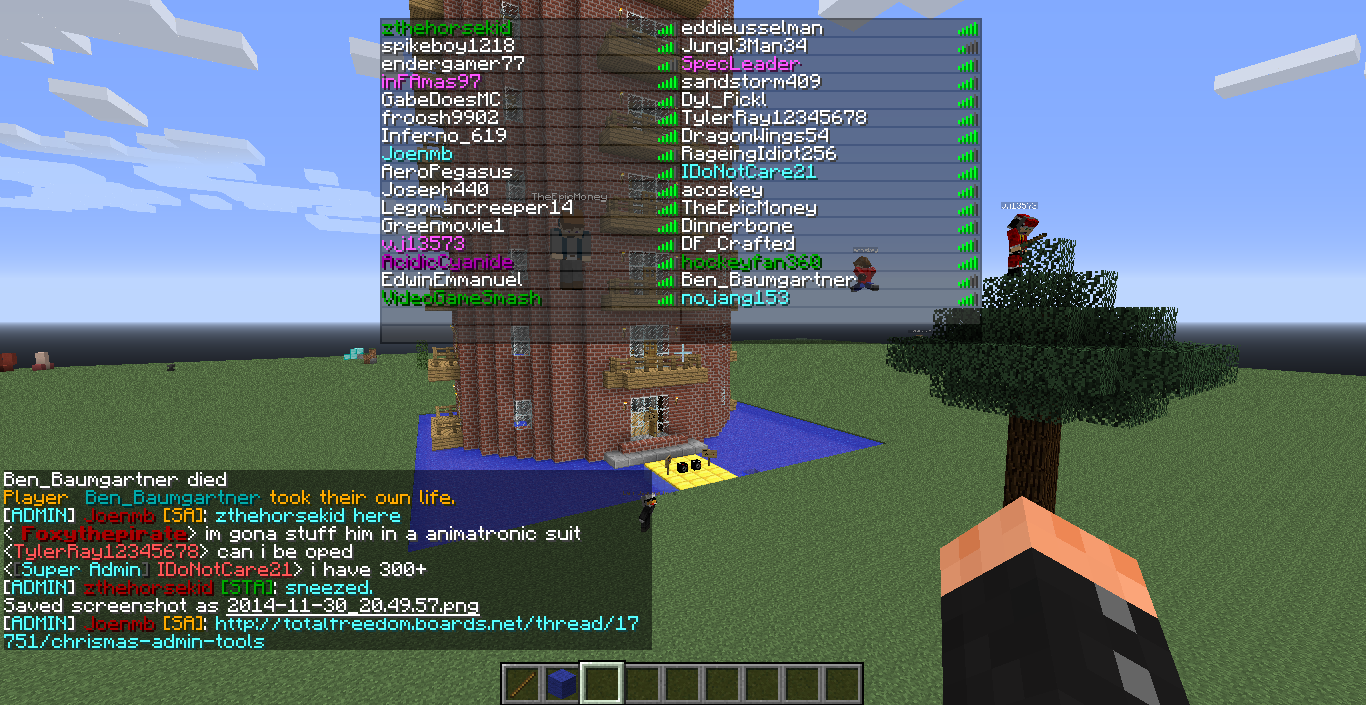 zthehorsekid
spikeboy1218
endergamer77
inFAmas97
GabeDoesMC
froosh9902
Inferno_619
Joenmb
AeroPegasus
Joseph440
Legomancreeper14
Greenmovie1
vj13573
AcidicCyanide
EdwinEmmanuel
VideoGameSmash
eddieusselman
Jungl3Man34
SpecLeader
sandstorm409
Dyl_Pickl
TylerRay12345678
DragonWings54
RageingIdiot256
IDoNotCare21
acoskey
TheEpicMoney
Dinnerbone
DF_Crafted
hockeyfan360
Ben_Baumgartner
nojang153
TheEpicMoney
vj13573
Ben_Baumgartner died
Player Ben_Baumgartner took their own life.
[ADMIN] Joenmb [SA]: zthehorsekid here
< Foxythepirate> im gona stuff him in a animatronic suit
<TylerRay12345678> can i be oped
<[Super Admin] IDoNotCare21> i have 300+
[ADMIN] zthehorsekid [STA]: sneezed.
Saved screenshot as 2014-11-30_20.49.57.png
[ADMIN] Joenmb [SA]: http://totalfreedom.boards.net/thread/17
751/chrismas-admin-tools